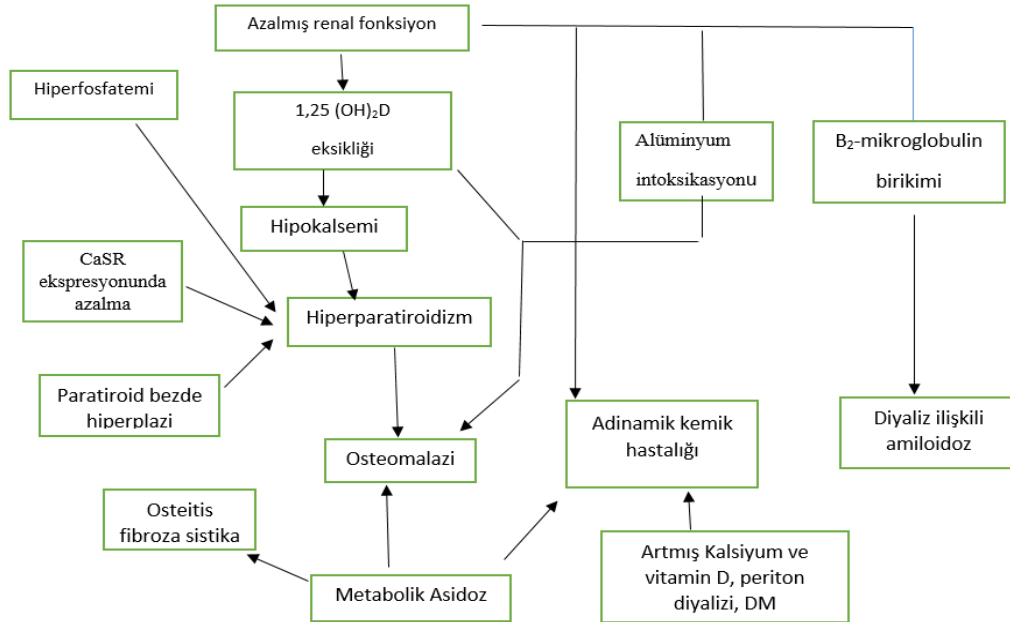 Azalmış renal fonksiyon
Hiperfosfatemi
1,25 (OH)₂D
eksikliği
Alüminyum
intoksikasyonu
B₂-mikroglobulin
birikimi
Hipokalsemi
CaSR
ekspresyonunda
azalma
Hiperparatiroidizm
Paratiroid bezde
hiperplazi
Adinamik kemik
hastalığı
Diyaliz ilişkili
amiloidoz
Osteomalazi
Osteitis
fibroza sistika
Metabolik Asidoz
Artmış Kalsiyum ve
vitamin D, periton
diyalizi, DM